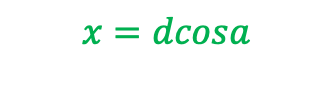 x = dcosa